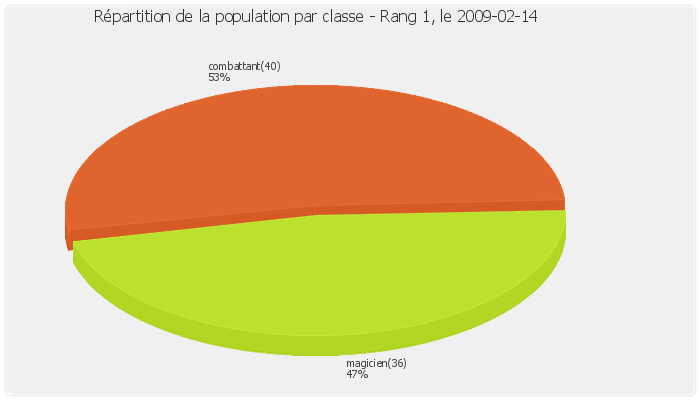 Répartition de la population par classe - Rang 1, le 2009-02-14
combattant(40)
53%
magicien(36)
47%